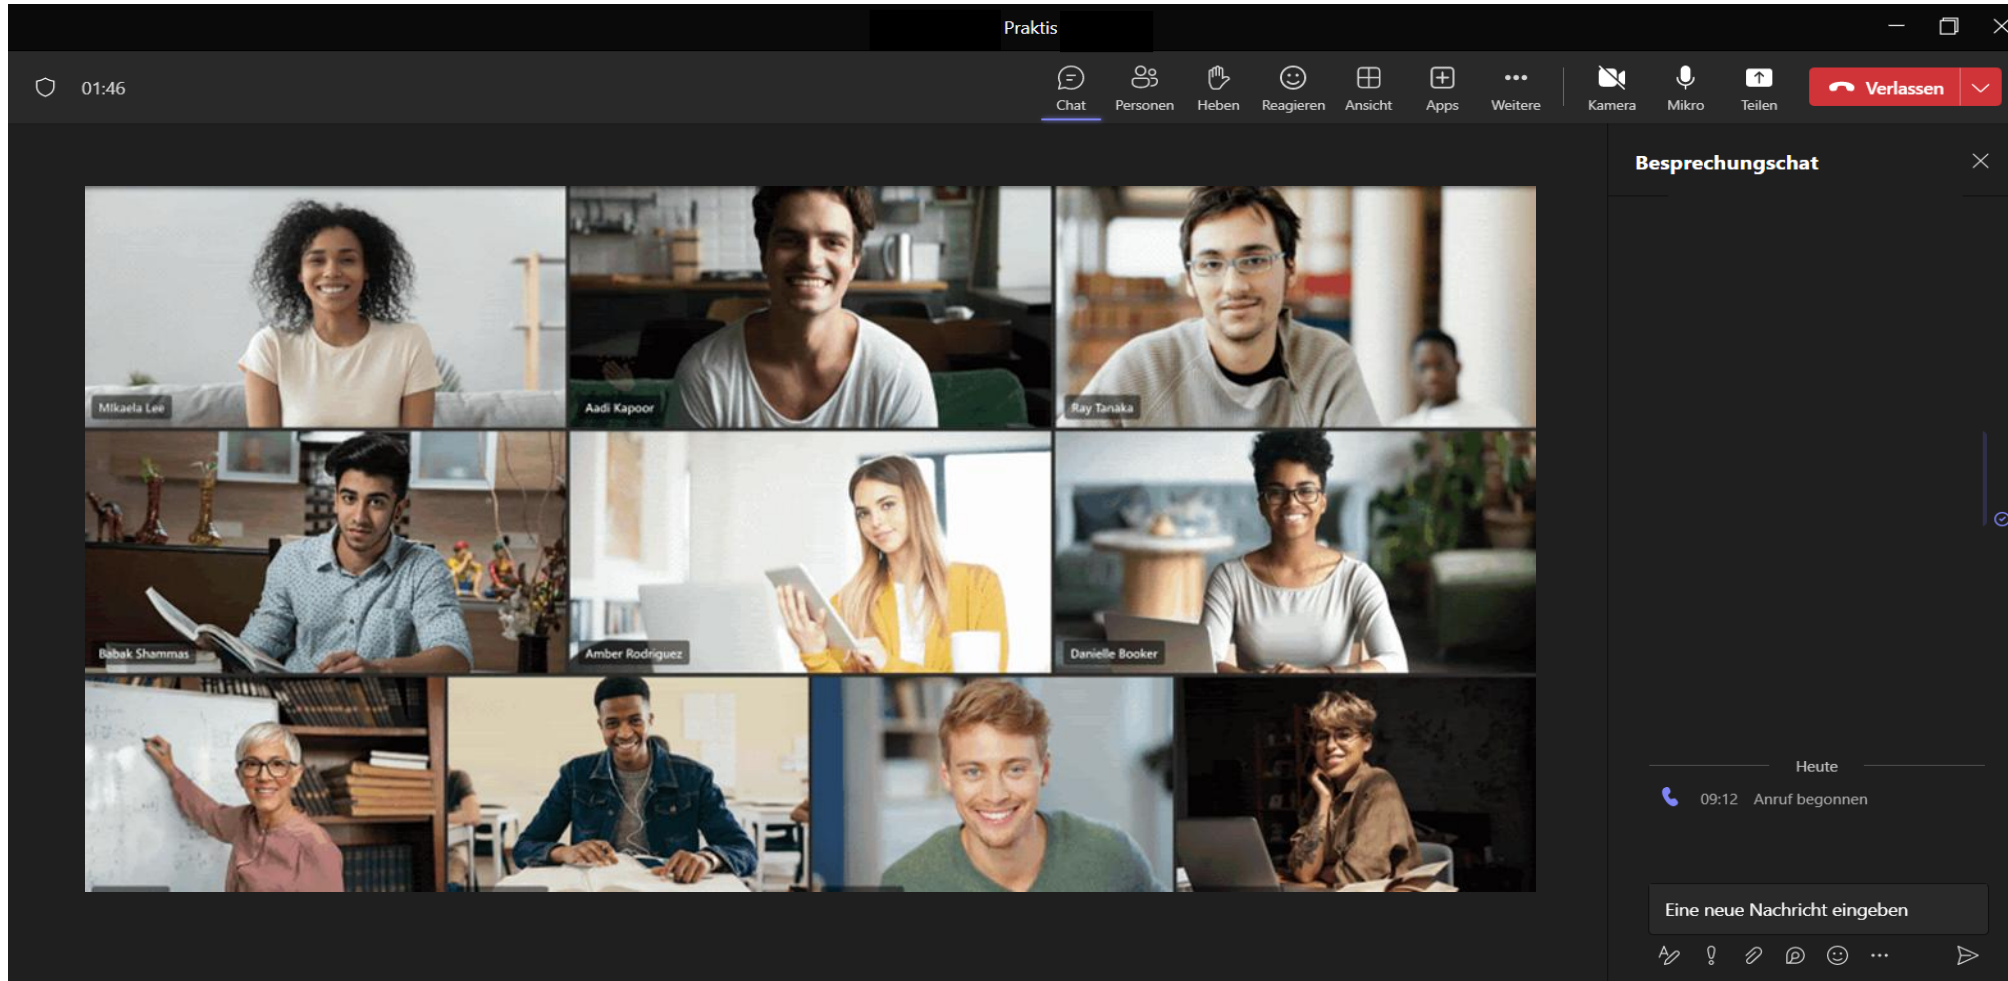 Praktis
01:46
Chat
Personen
Heben
Reagieren
Ansicht
Apps
Weitere
Kamera
Mikro
Teilen
Verlassen
Besprechungschat
MIkaela Lee
Aadi Kapoor
Ray Tanaka
Babak Shammas
Amber Rodriguez
Danielle Booker
Heute
09:12 Anruf begonnen
Eine neue Nachricht eingeben